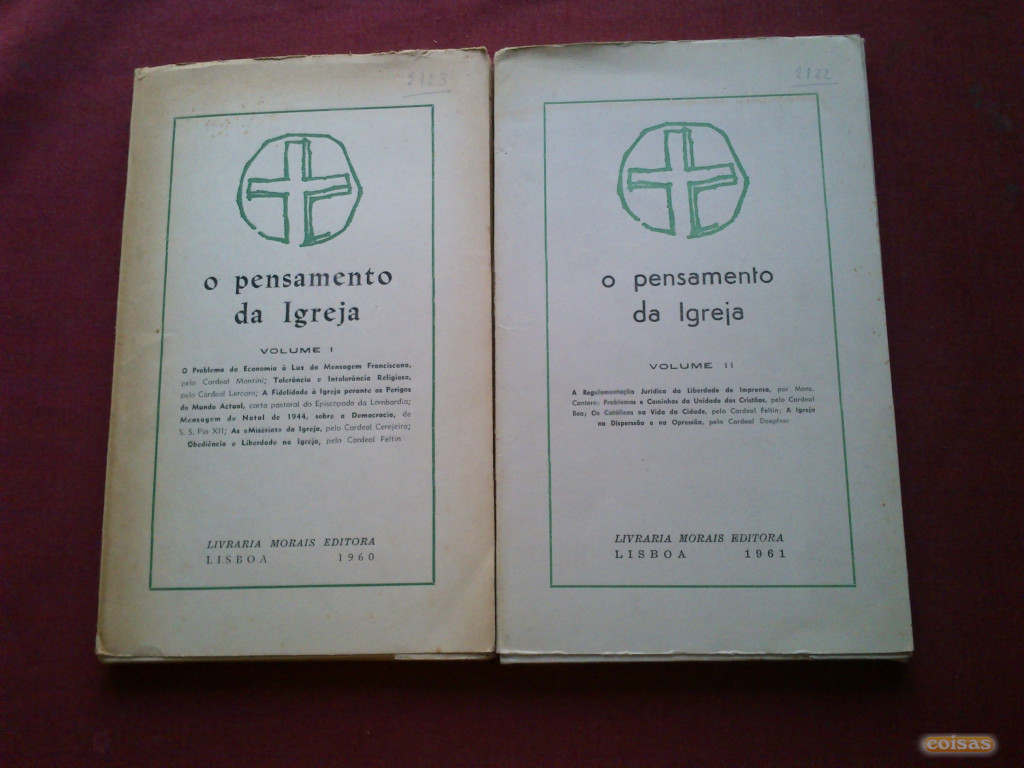 2123
o pensamento
da Igreja
VOLUME I
O Problema da Economia à Luz da Mensagem Franciscana,
pelo Cardeal Montini; Tolerância e Intolerância Religiosa,
pelo Cardeal Lercaro; A Fidelidade à Igreja perante os Perigos
do Mundo Actual, carta pastoral do Episcopado da Lombardia;
Mensagem de Natal de 1944, sobre a Democracia, de
S. S. Pio XII; As «Misérias» da Igreja, pelo Cardeal Cerejeira;
Obediência e Liberdade na Igreja, pelo Cardeal Feltin
LIVRARIA MORAIS EDITORA
LISBOA 1960
2122
o pensamento
da Igreja
VOLUME II
A Regulamentação Jurídica da Liberdade de Imprensa, por Mons.
Cantero; Problemas e Caminhos da Unidade dos Cristãos, pelo Cardeal
Bea; Os Católicos na Vida da Cidade, pelo Cardeal Feltin; A Igreja
na Dispersão e na Opressão, pelo Cardeal Doepfner
LIVRARIA MORAIS EDITORA
LISBOA 1961
coisas